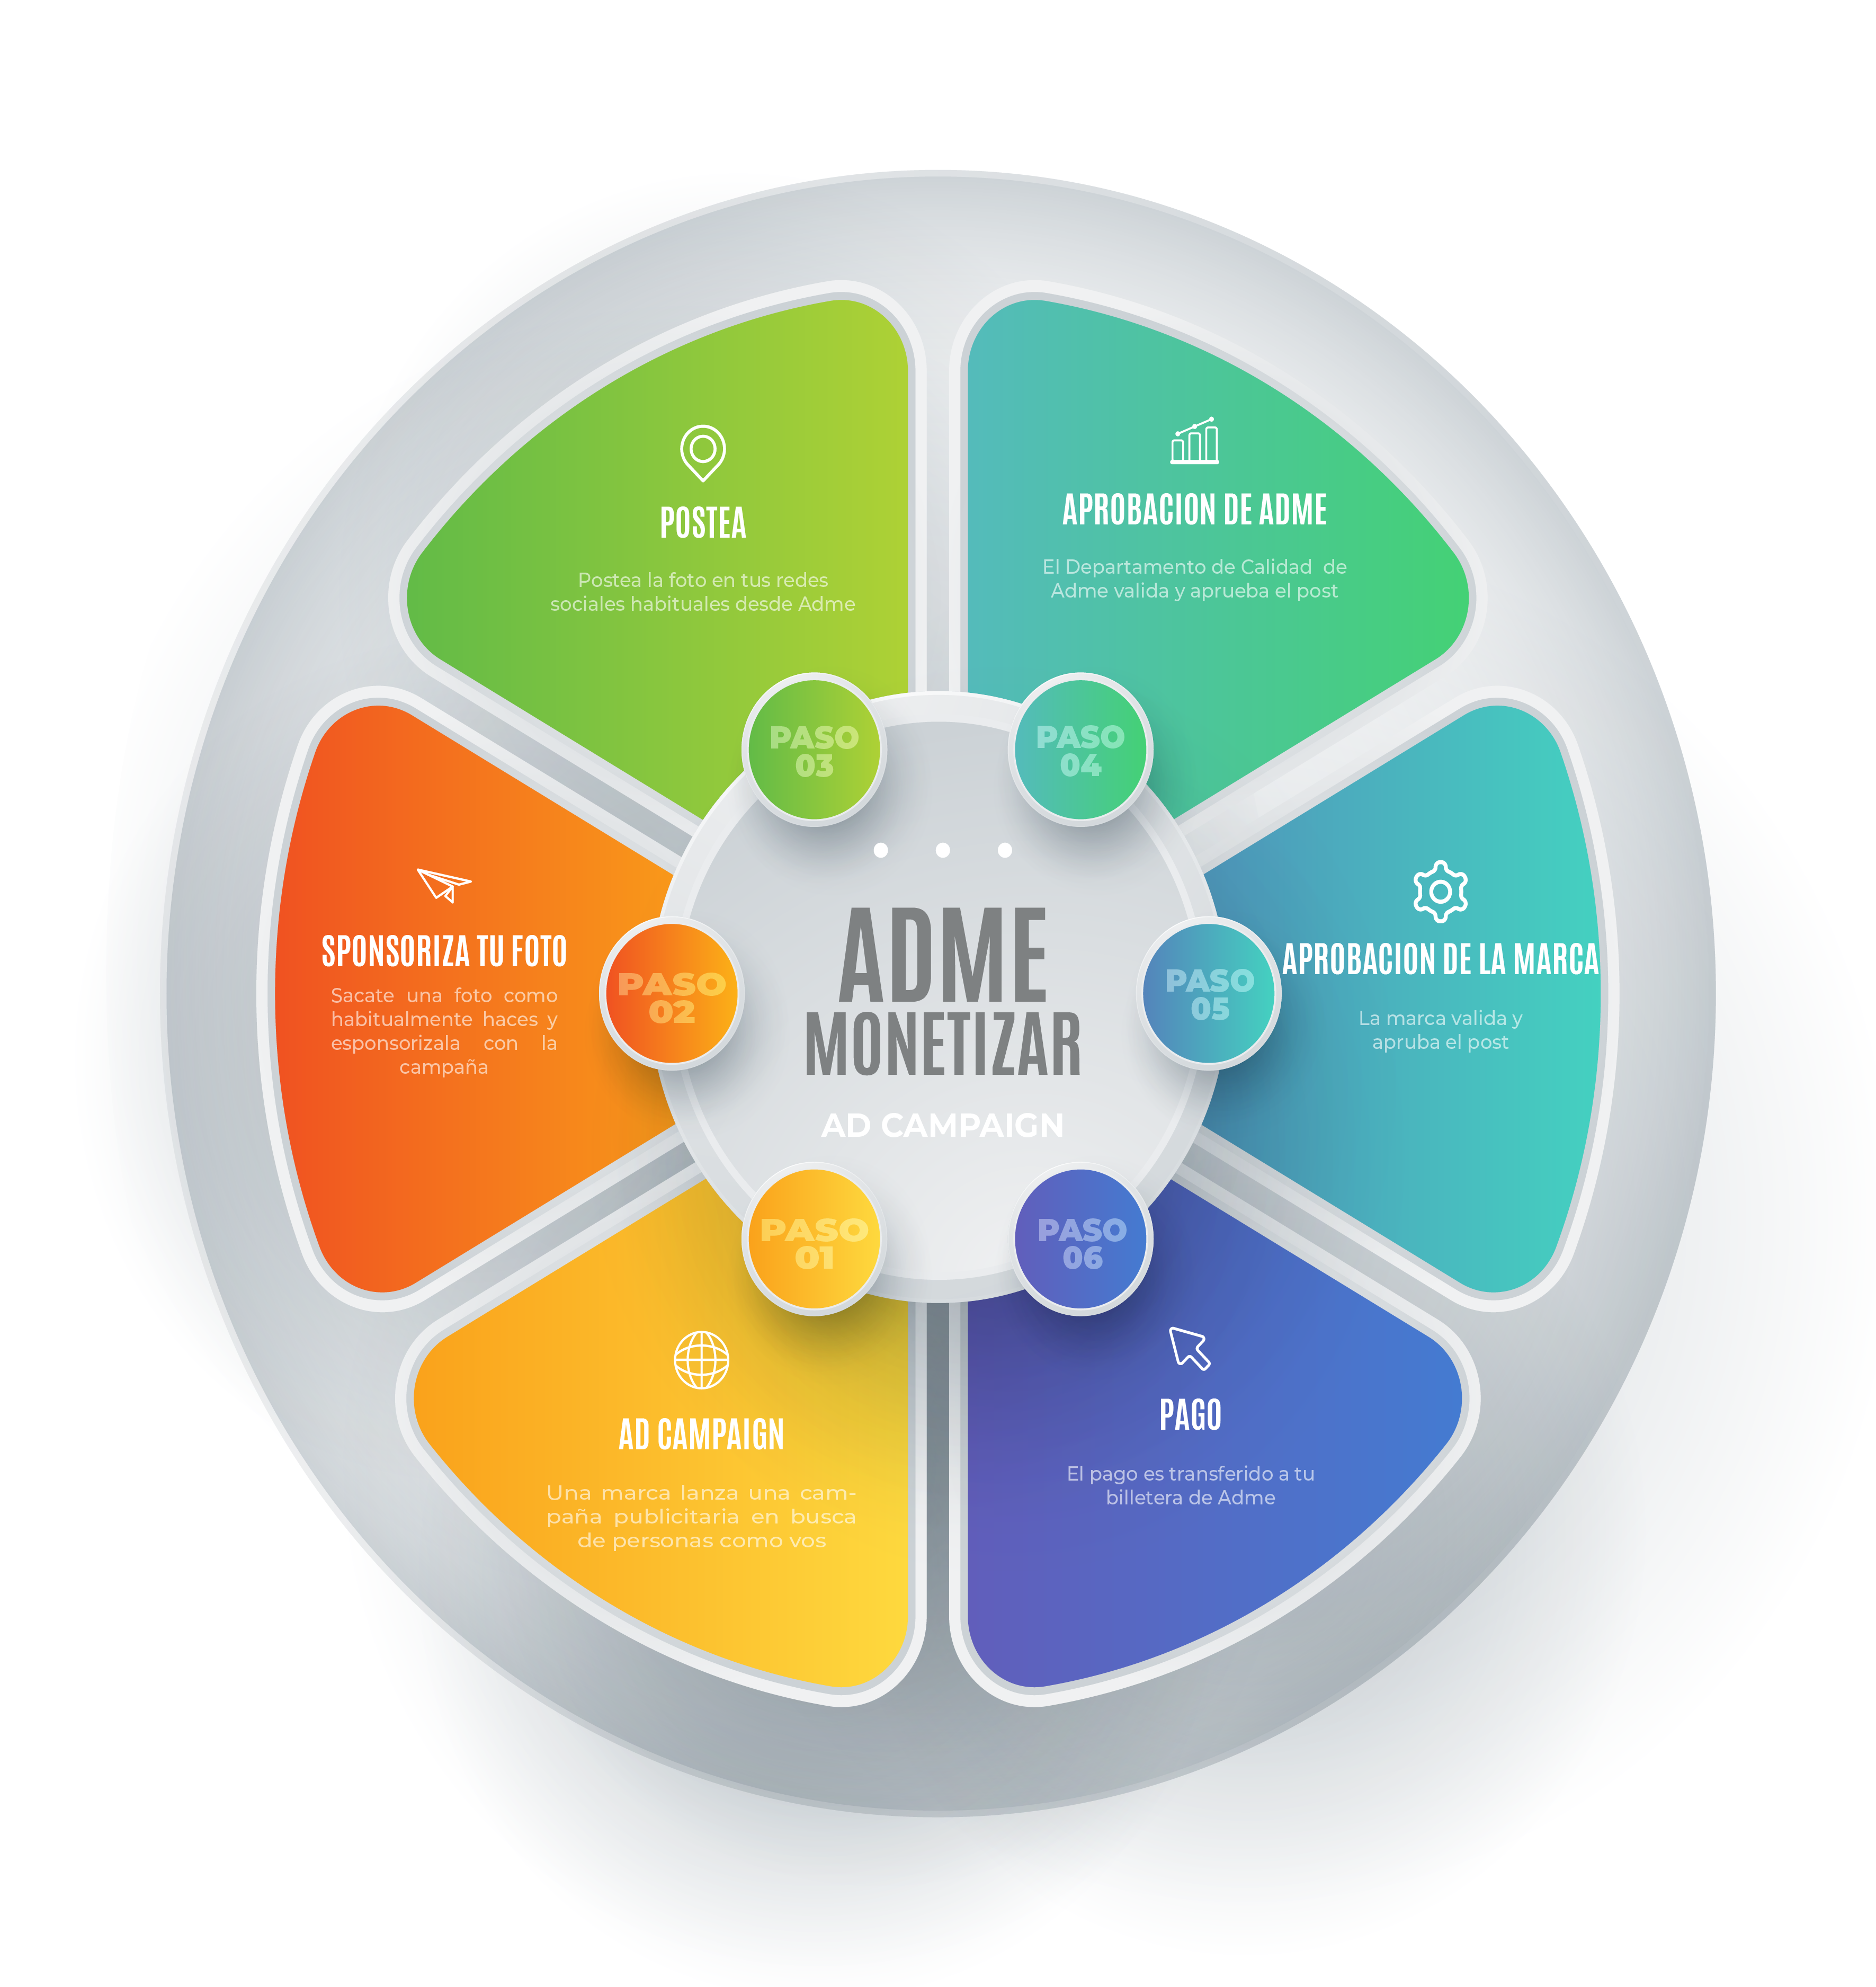 POSTEA
Postea la foto en tus redes
sociales habituales desde Adme
APROBACION DE ADME
El Departamento de Calidad de
Adme valida y aprueba el post
PASO
03
PASO
04
SPONSORIZA TU FOTO
Sacate una foto como
habitualmente haces y
esponsorizala con la
campaña
PASO
02
ADME
MONETIZAR
AD CAMPAIGN
PASO
05
APROBACION DE LA MARCA
La marca valida y
apruba el post
PASO
01
PASO
06
AD CAMPAIGN
Una marca lanza una cam-
paña publicitaria en busca
de personas como vos
PAGO
El pago es transferido a tu
billetera de Adme